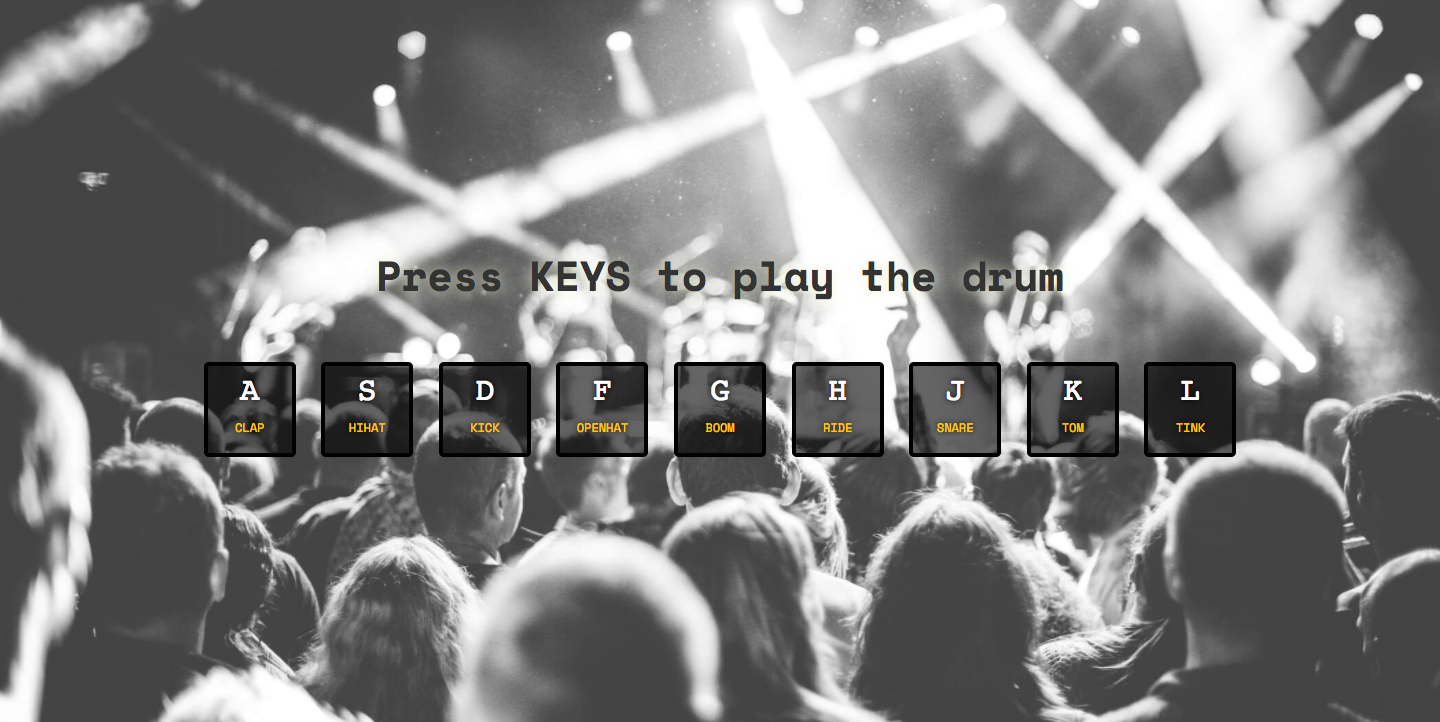 Press KEYS to play the drum
A S D F G H J K L
CLAP HIHAT KICK OPENHAT BOOM RIDE SNARE TOM TINK